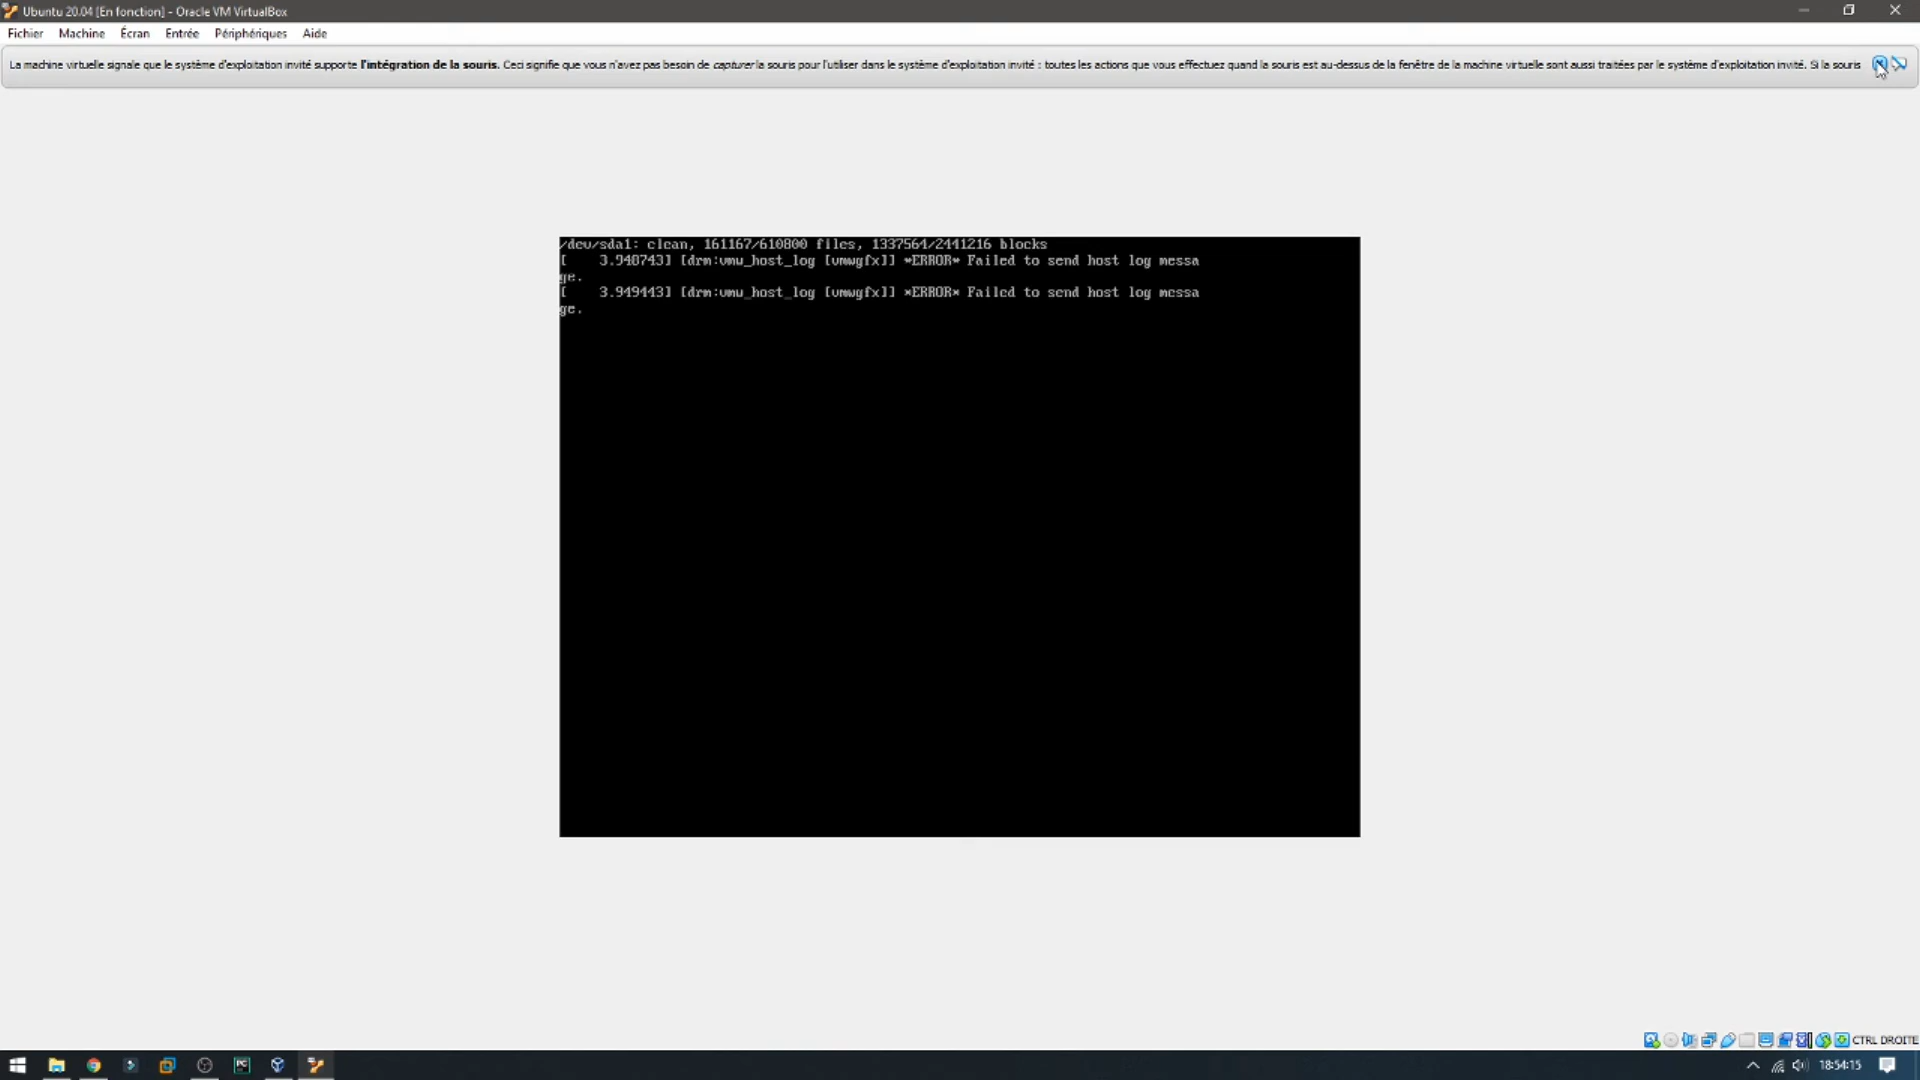 Ubuntu 20.04 [En fonction] - Oracle VM VirtualBox
Fichier Machine Écran Entrée Périphériques Aide
La machine virtuelle signale que le système d'exploitation invité supporte l'intégration de la souris. Ceci signifie que vous n'avez pas besoin de capturer la souris pour l'utiliser dans le système d'exploitation invité : toutes les actions que vous effectuez quand la souris est au-dessus de la fenêtre de la machine virtuelle sont aussi traitées par le système d'exploitation invité. Si la souris
/dev/sda1: clean, 161167/610800 files, 1337564/2441216 blocks
[ 3.940743] [drm:vmw_host_log [vmwgfx]] *ERROR* Failed to send host log messa
ge.
[ 3.949443] [drm:vmw_host_log [vmwgfx]] *ERROR* Failed to send host log messa
ge.
CTRL DROITE
PC
18:54:15